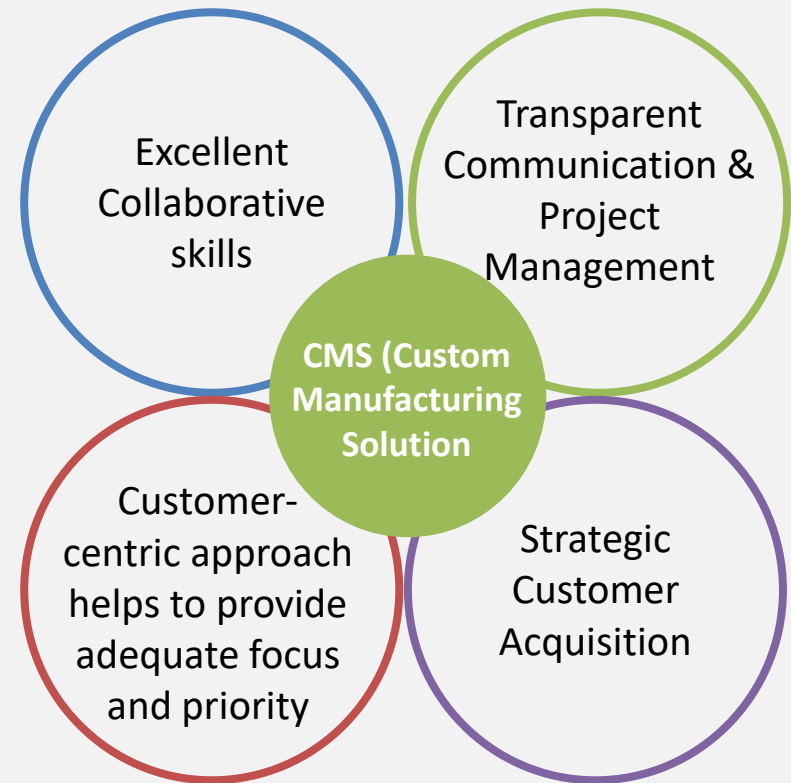 Excellent
Collaborative
skills
Transparent
Communication &
Project
Management
CMS (Custom
Manufacturing
Solution
Customer-
centric approach
helps to provide
adequate focus
and priority
Strategic
Customer
Acquisition